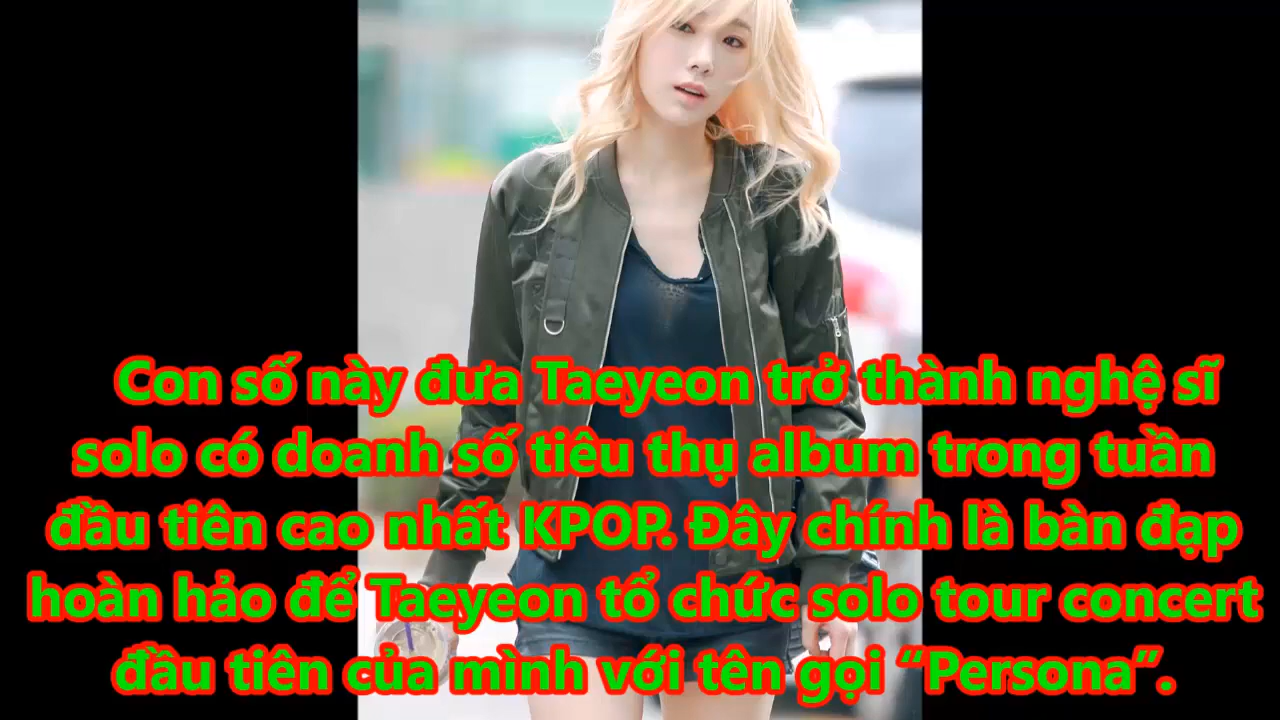 Con số này đưa Taeyeon trở thành nghệ sĩ
solo có doanh số tiêu thụ album trong tuần
đầu tiên cao nhất KPOP. Đây chính là bàn đạp
hoàn hảo để Taeyeon tổ chức solo tour concert
đầu tiên của mình với tên gọi “Persona”.